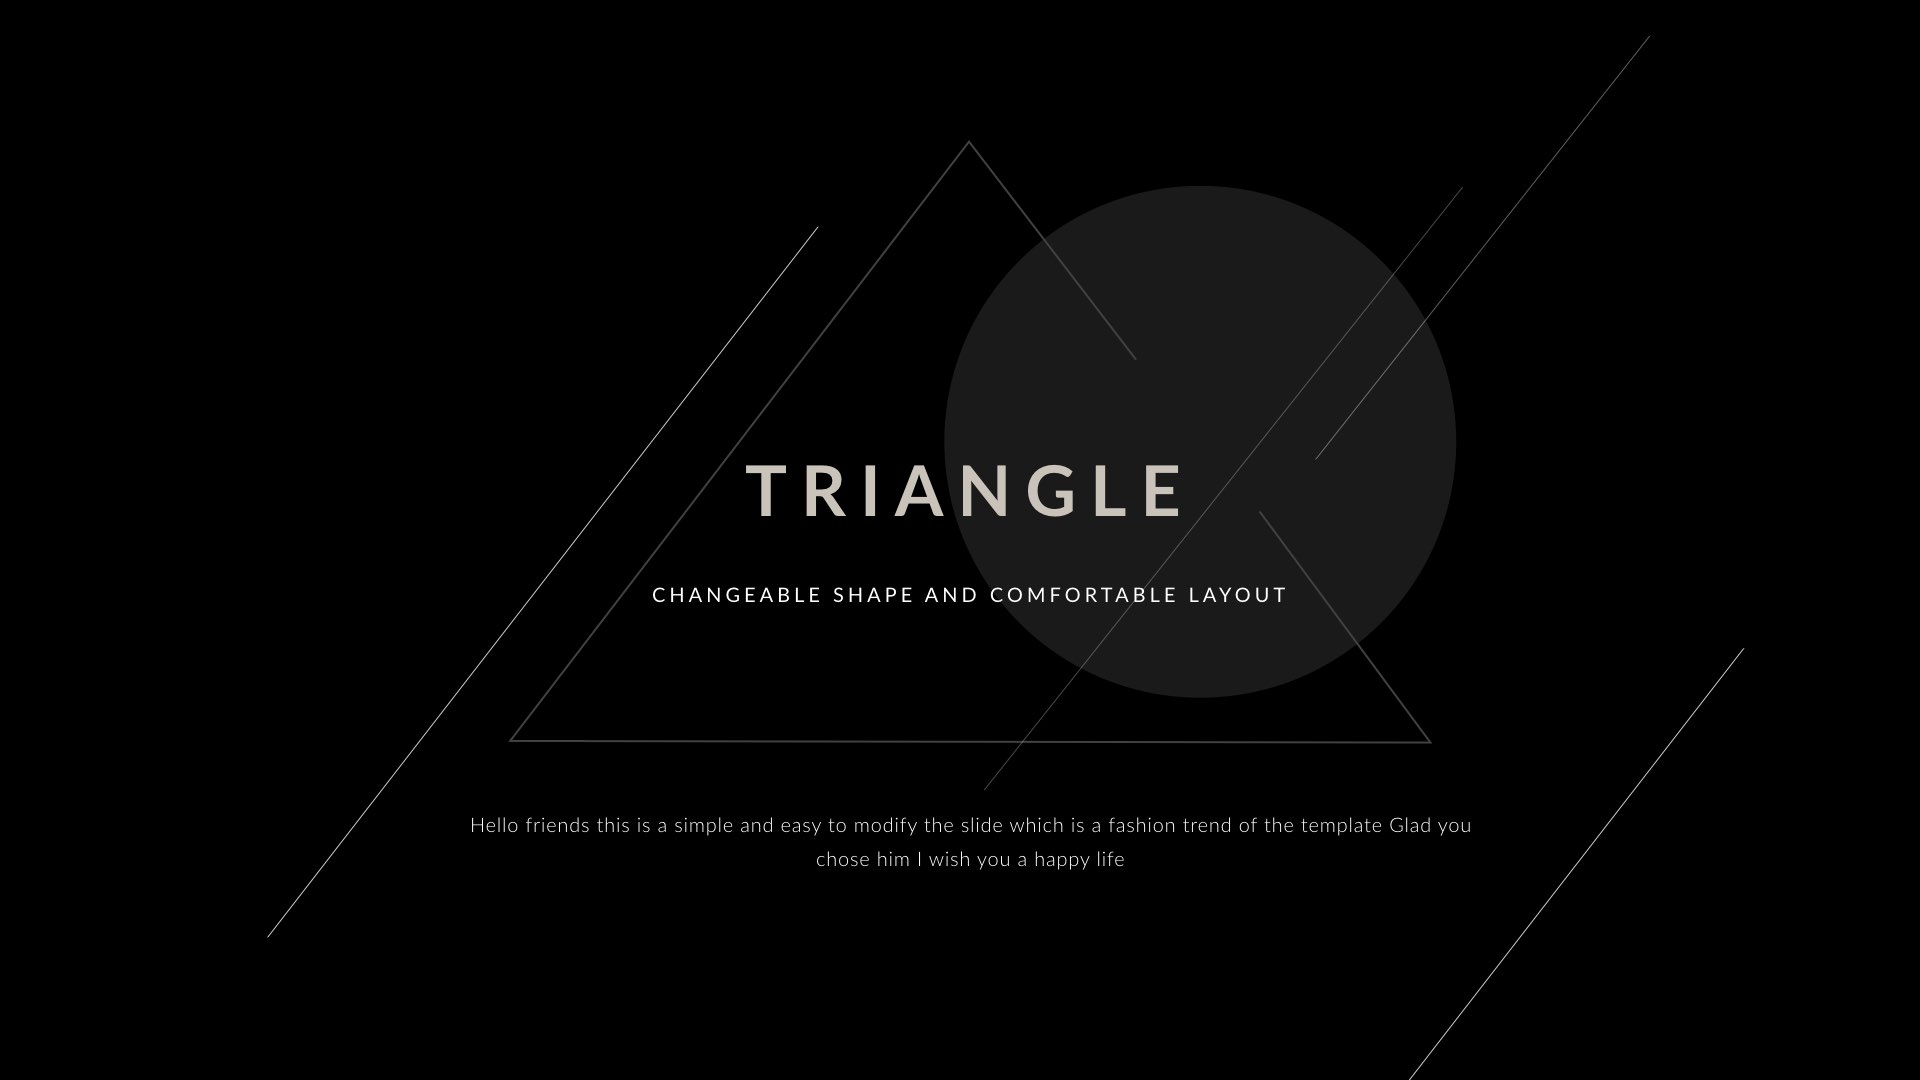 TRIANGLE
CHANGEABLE SHAPE AND COMFORTABLE LAYOUT
Hello friends this is a simple and easy to modify the slide which is a fashion trend of the template Glad you
chose him I wish you a happy life